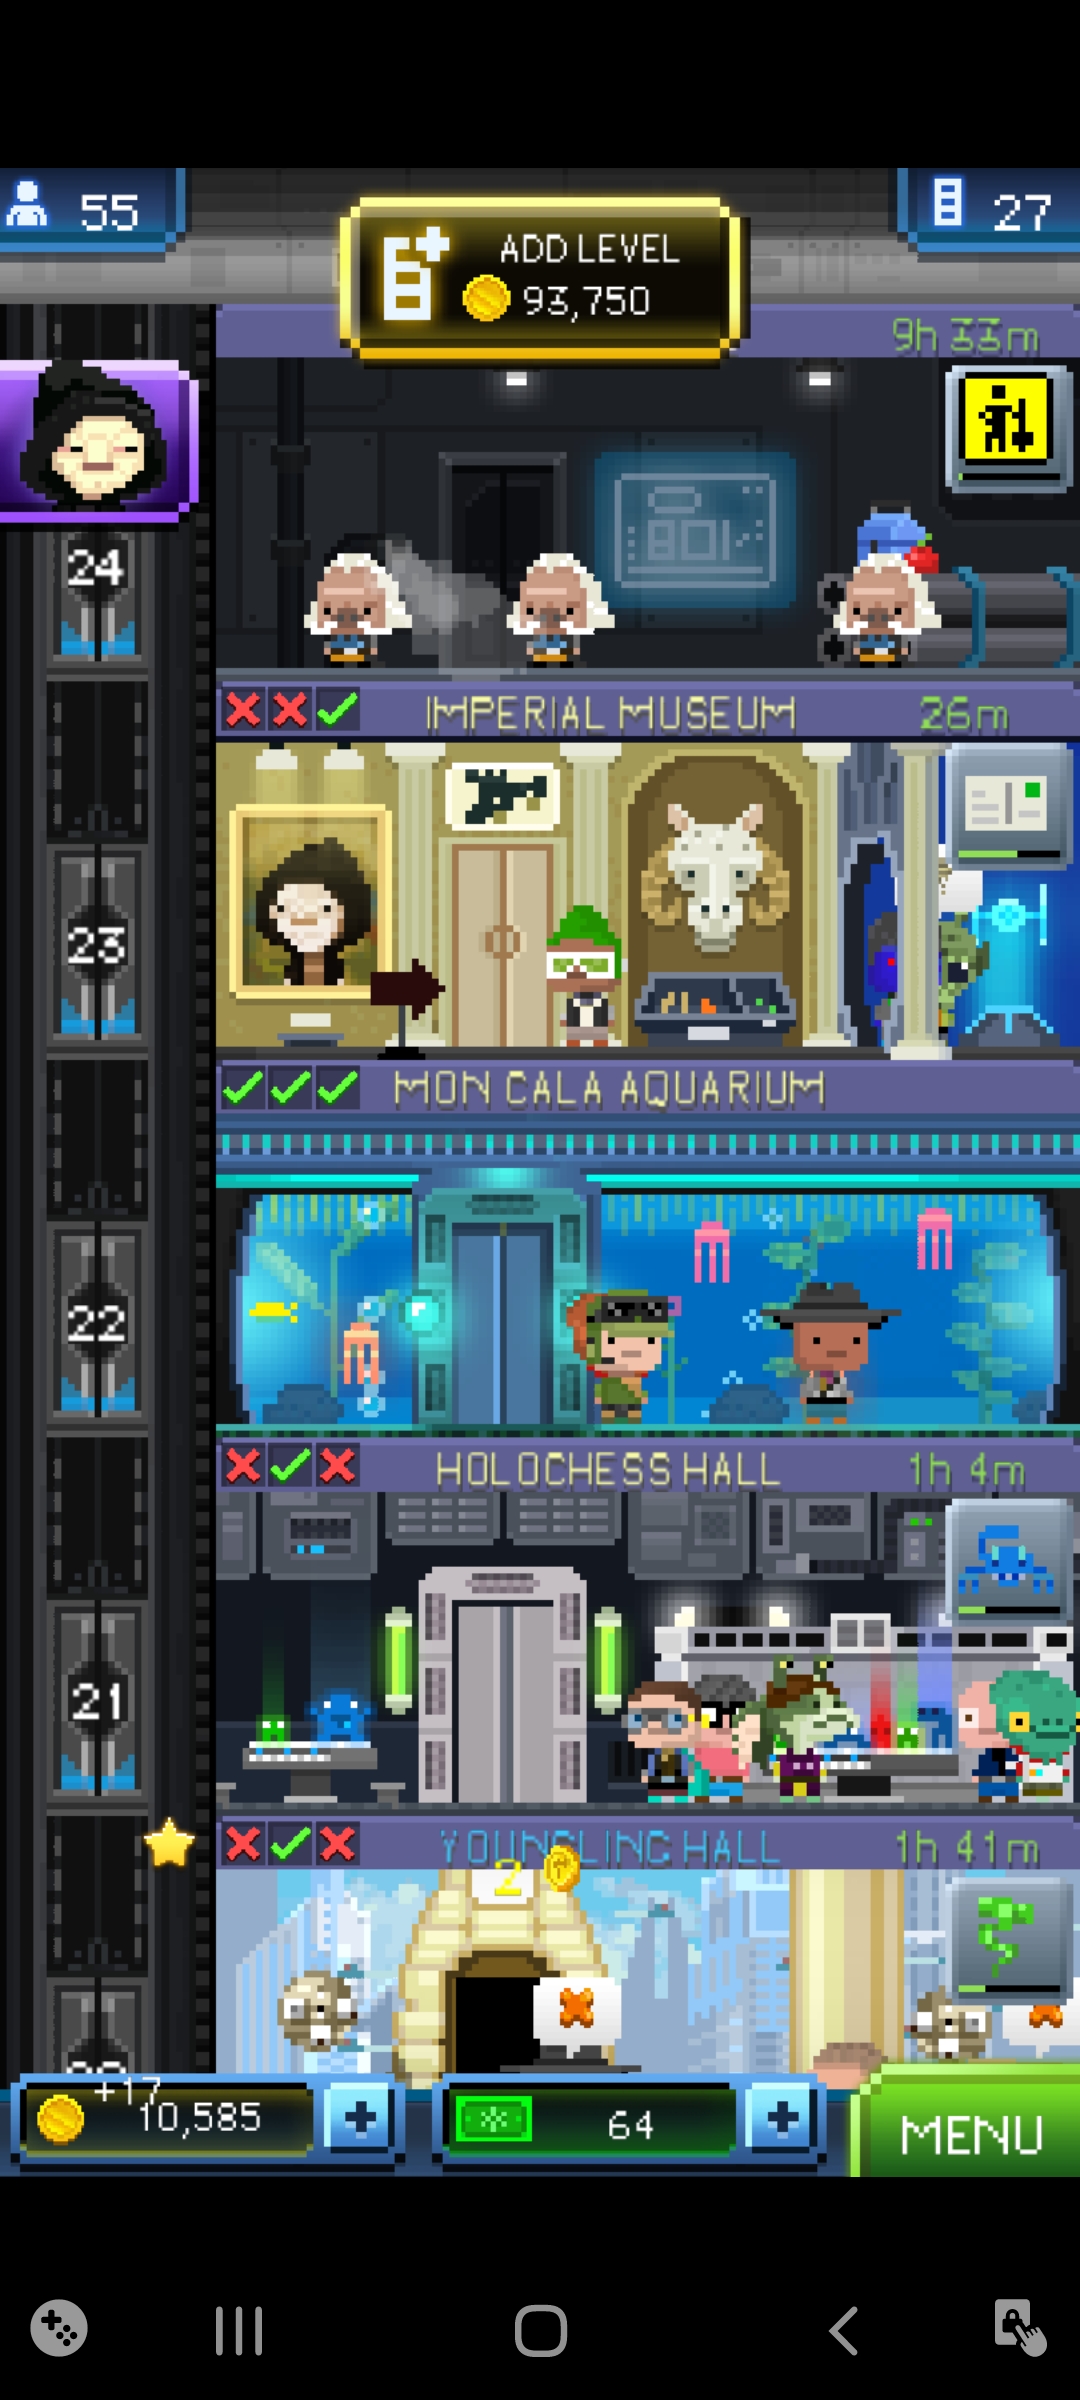 55
ADD LEVEL
93,750
27
9h 33m
24
IMPERIAL MUSEUM
26m
23
MON CALA AQUARIUM
22
HOLOCHESS HALL
1h 4m
21
YOUNGLING HALL
1h 41m
2
+17
10,585
64
MENU